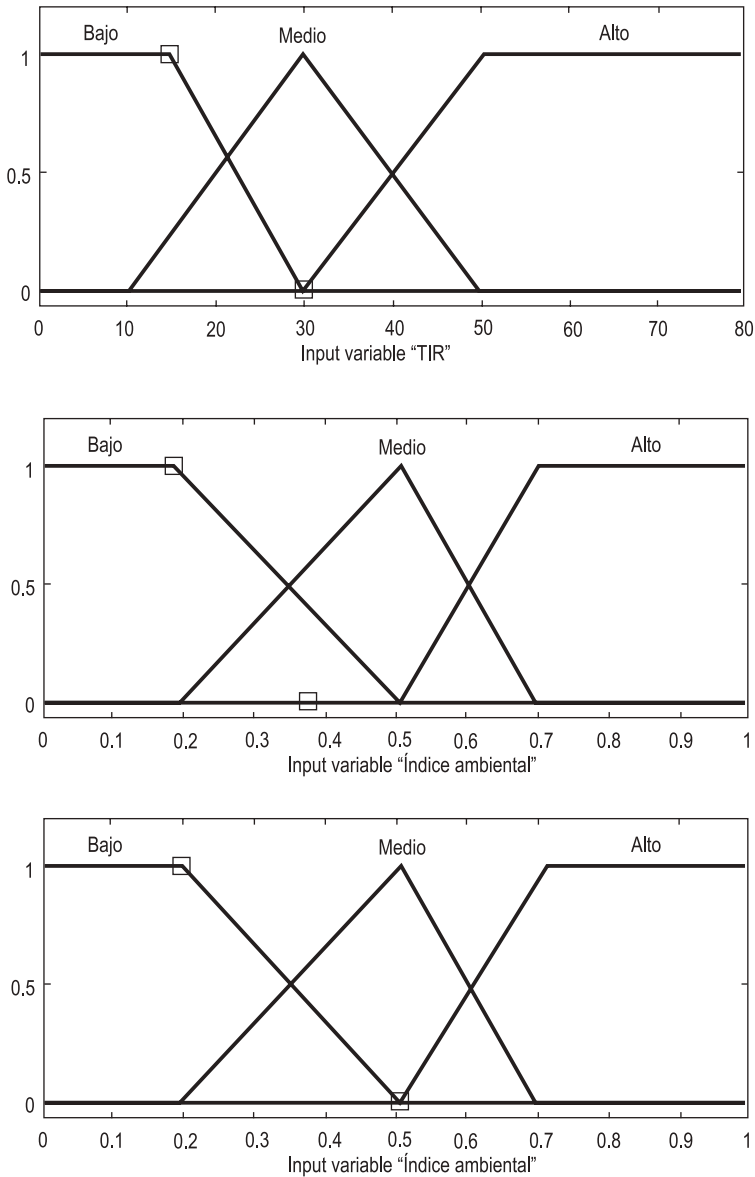 Bajo Medio Alto
1
0.5
0
0 10 20 30 40 50 60 70 80
Input variable “TIR”
Bajo Medio Alto
1
0.5
0
0 0.1 0.2 0.3 0.4 0.5 0.6 0.7 0.8 0.9 1
Input variable “Índice ambiental”
Bajo Medio Alto
1
0.5
0
0 0.1 0.2 0.3 0.4 0.5 0.6 0.7 0.8 0.9 1
Input variable “Índice ambiental”